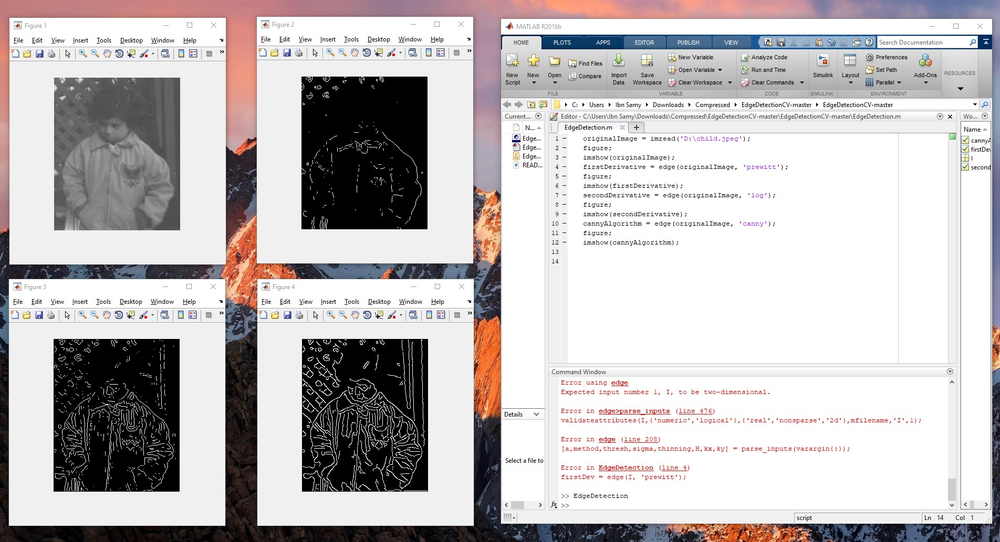 Figure 1
File Edit View Insert Tools Desktop Window Help
Figure 2
File Edit View Insert Tools Desktop Window Help
Figure 3
File Edit View Insert Tools Desktop Window Help
Figure 4
File Edit View Insert Tools Desktop Window Help
MATLAB R2016b
HOME PLOTS APPS EDITOR PUBLISH VIEW Search Documentation
New Script
New
Open
Find Files
Compare
Import Data
Save Workspace
New Variable
Open Variable
Clear Workspace
Analyze Code
Run and Time
Clear Commands
Simulink
Layout
Preferences
Set Path
Parallel
Add-Ons
RESOURCES
FILE VARIABLE CODE SIMULINK ENVIRONMENT
C: Users Ibn Samy Downloads Compressed EdgeDetectionCV-master EdgeDetectionCV-master
Current...
N...
Edge...
Edge...
Edge...
READ...
Details
Select a file to
Editor - C:\Users\Ibn Samy\Downloads\Compressed\EdgeDetectionCV-master\EdgeDetectionCV-master\EdgeDetection.m
EdgeDetection.m
1 – originalImage = imread('D:\child.jpeg');
2 – figure;
3 – imshow(originalImage);
4 – firstDerivative = edge(originalImage, 'prewitt');
5 – figure;
6 – imshow(firstDerivative);
7 – secondDerivative = edge(originalImage, 'log');
8 – figure;
9 – imshow(secondDerivative);
10 – cannyAlgorithm = edge(originalImage, 'canny');
11 – figure;
12 – imshow(cannyAlgorithm);
13
14
Command Window
Error using edge
Expected input number 1, I, to be two-dimensional.
Error in edge>parse_inputs (line 476)
validateattributes(I,{'numeric','logical'},{'real','nonsparse','2d'},mfilename,'I',1);
Error in edge (line 208)
[a,method,thresh,sigma,thinning,H,kx,ky] = parse_inputs(varargin{:});
Error in EdgeDetection (line 4)
firstDev = edge(I, 'prewitt');
>> EdgeDetection
fx >>
Wo...
Name
cannyA
firstDev
I
second
script Ln 14 Col 1